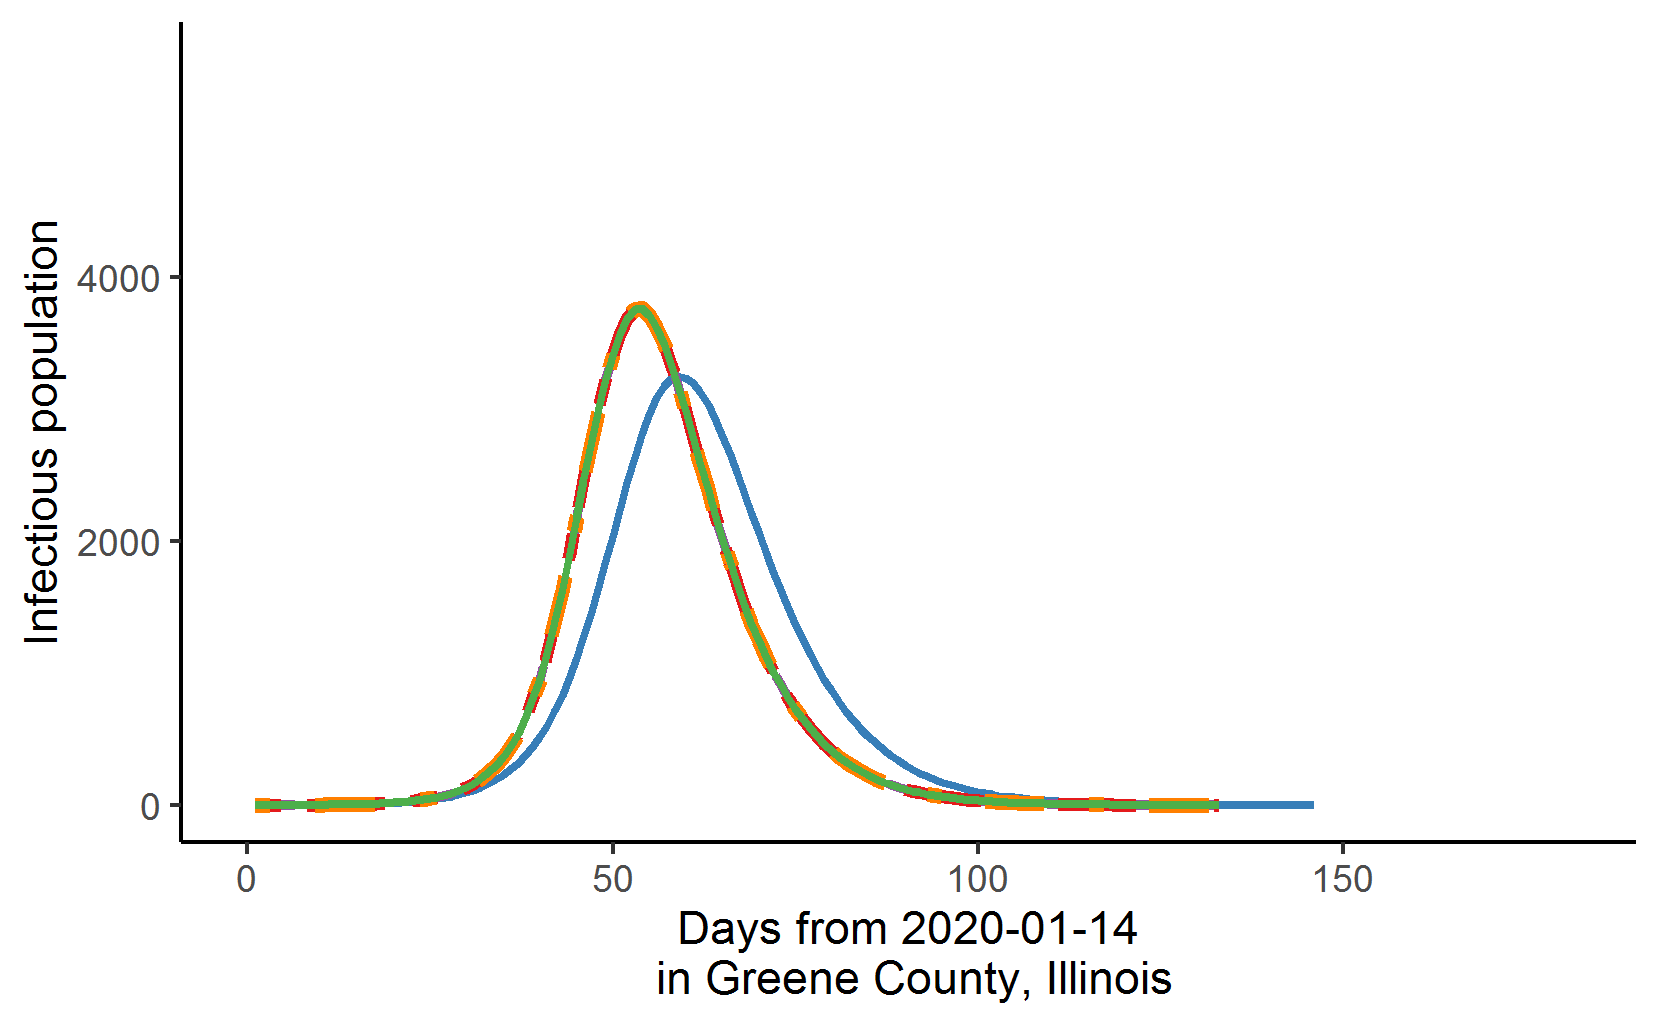 Infectious population
4000
2000
0
0 50 100 150
Days from 2020-01-14
in Greene County, Illinois